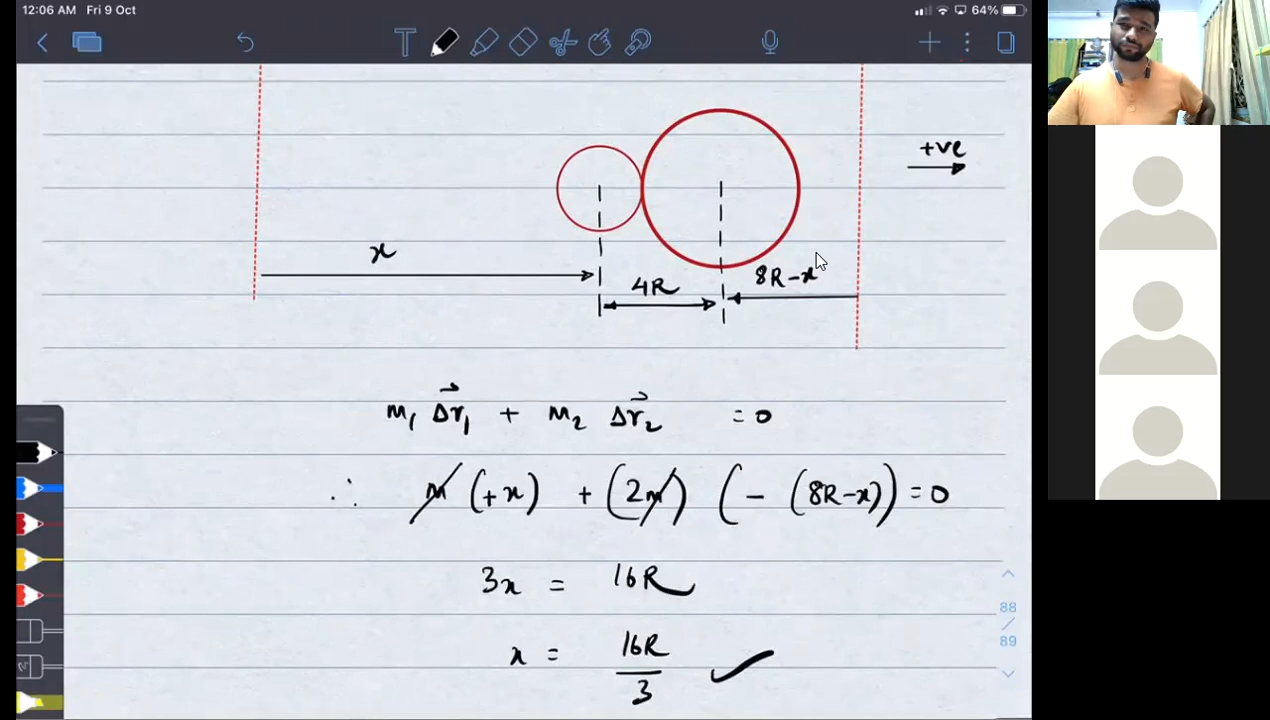 12:06 AM Fri 9 Oct 64%
T
+ve
x
4R
8R-x
m₁ Δr⃗₁ + m₂ Δr⃗₂ = 0
∴ m (+x) + (2m) (- (8R-x)) = 0
3x = 16R
88
/
89
x = 16R
3